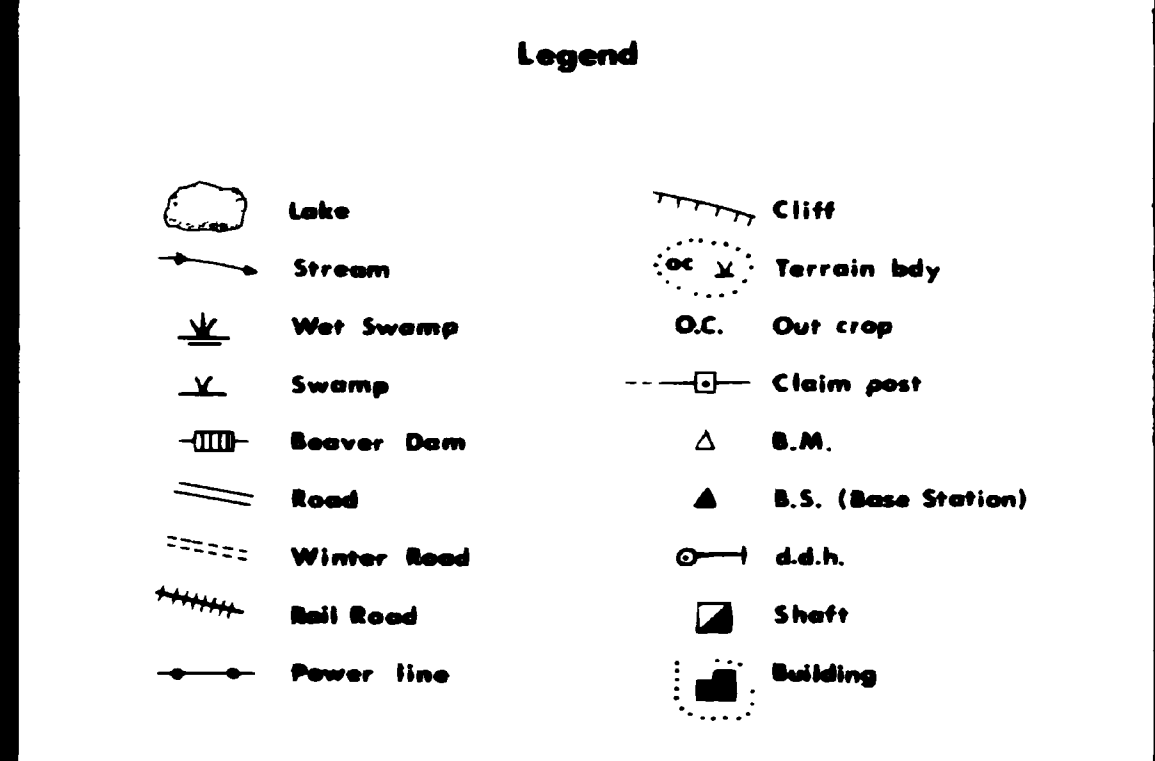 Legend
Lake
Stream
Wet Swamp
Swamp
Beaver Dam
Road
Winter Road
Rail Road
Power line
Cliff
OC Terrain bdy
O.C. Out crop
Claim post
B.M.
B.S. (Base Station)
d.d.h.
Shaft
Building